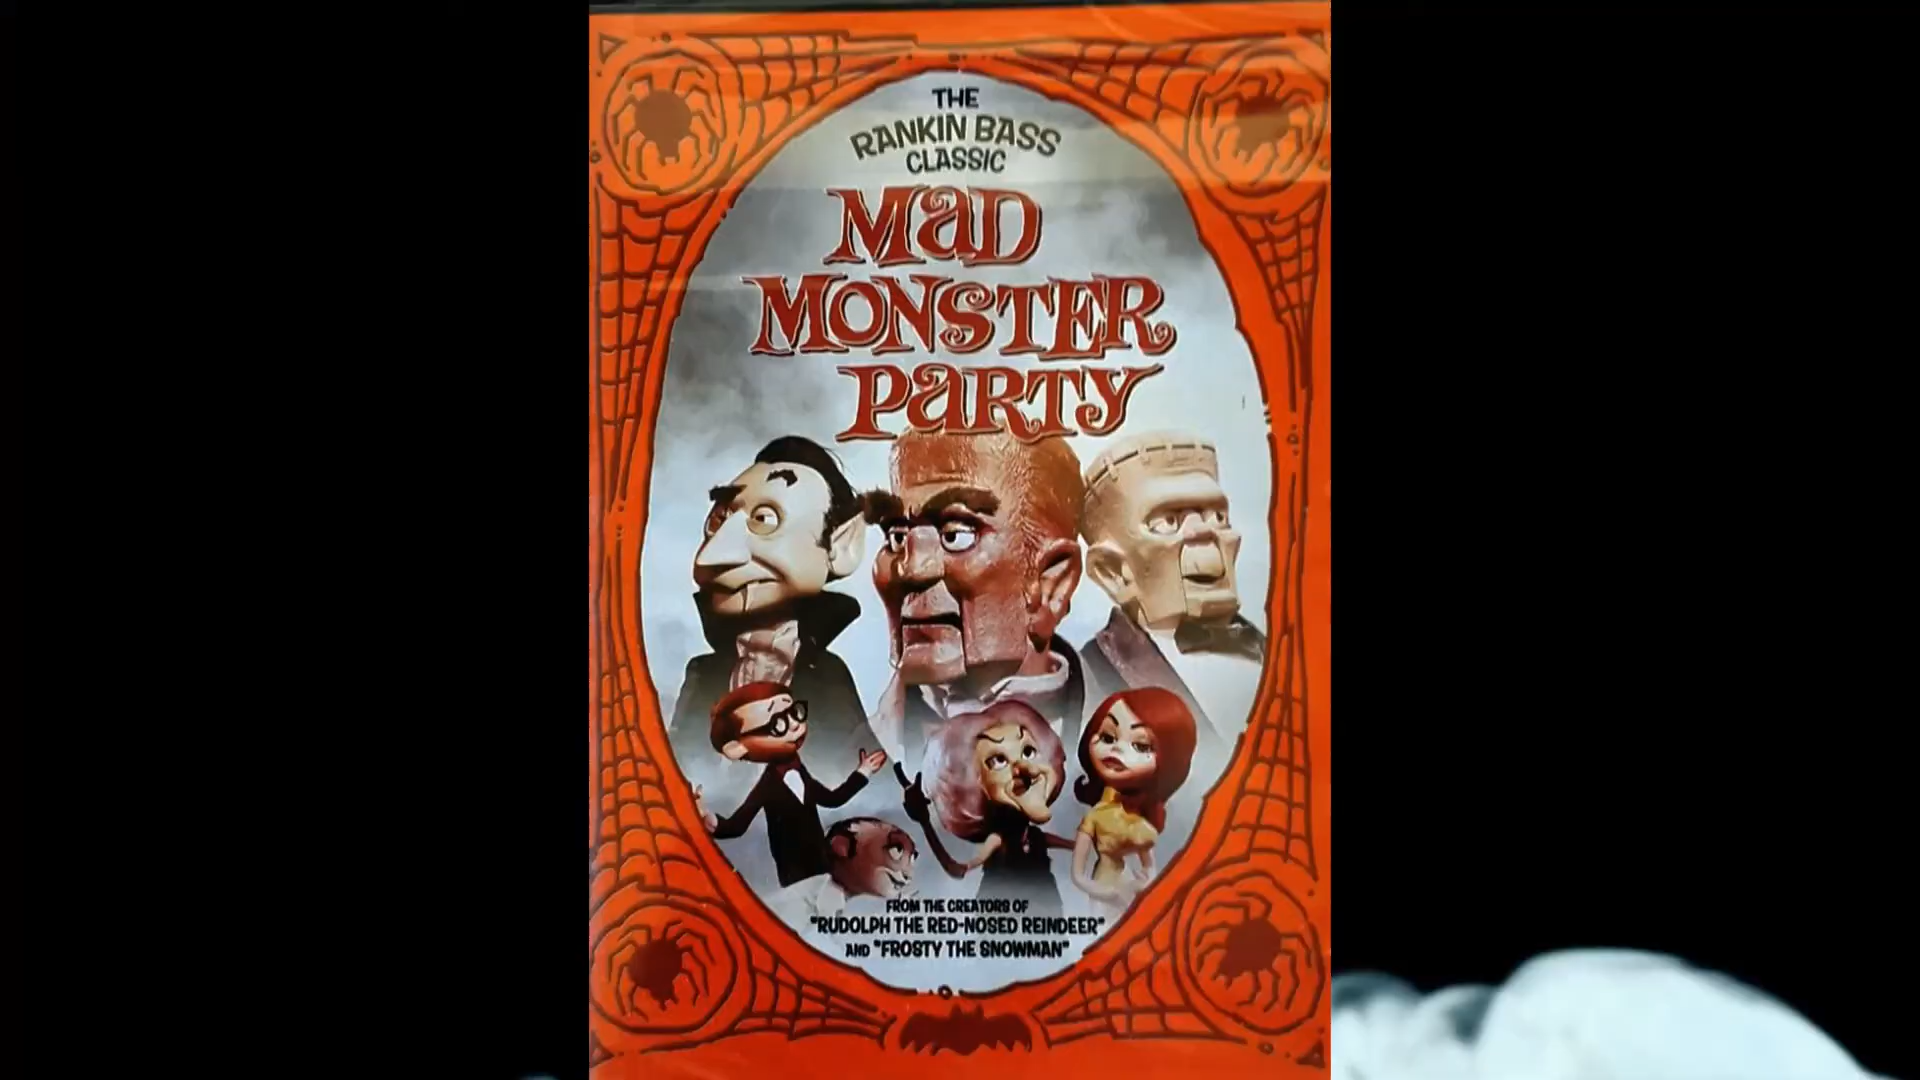 THE
RANKIN BASS
CLASSIC
MAD
MONSTER
PARTY
FROM THE CREATORS OF
"RUDOLPH THE RED-NOSED REINDEER"
AND "FROSTY THE SNOWMAN"